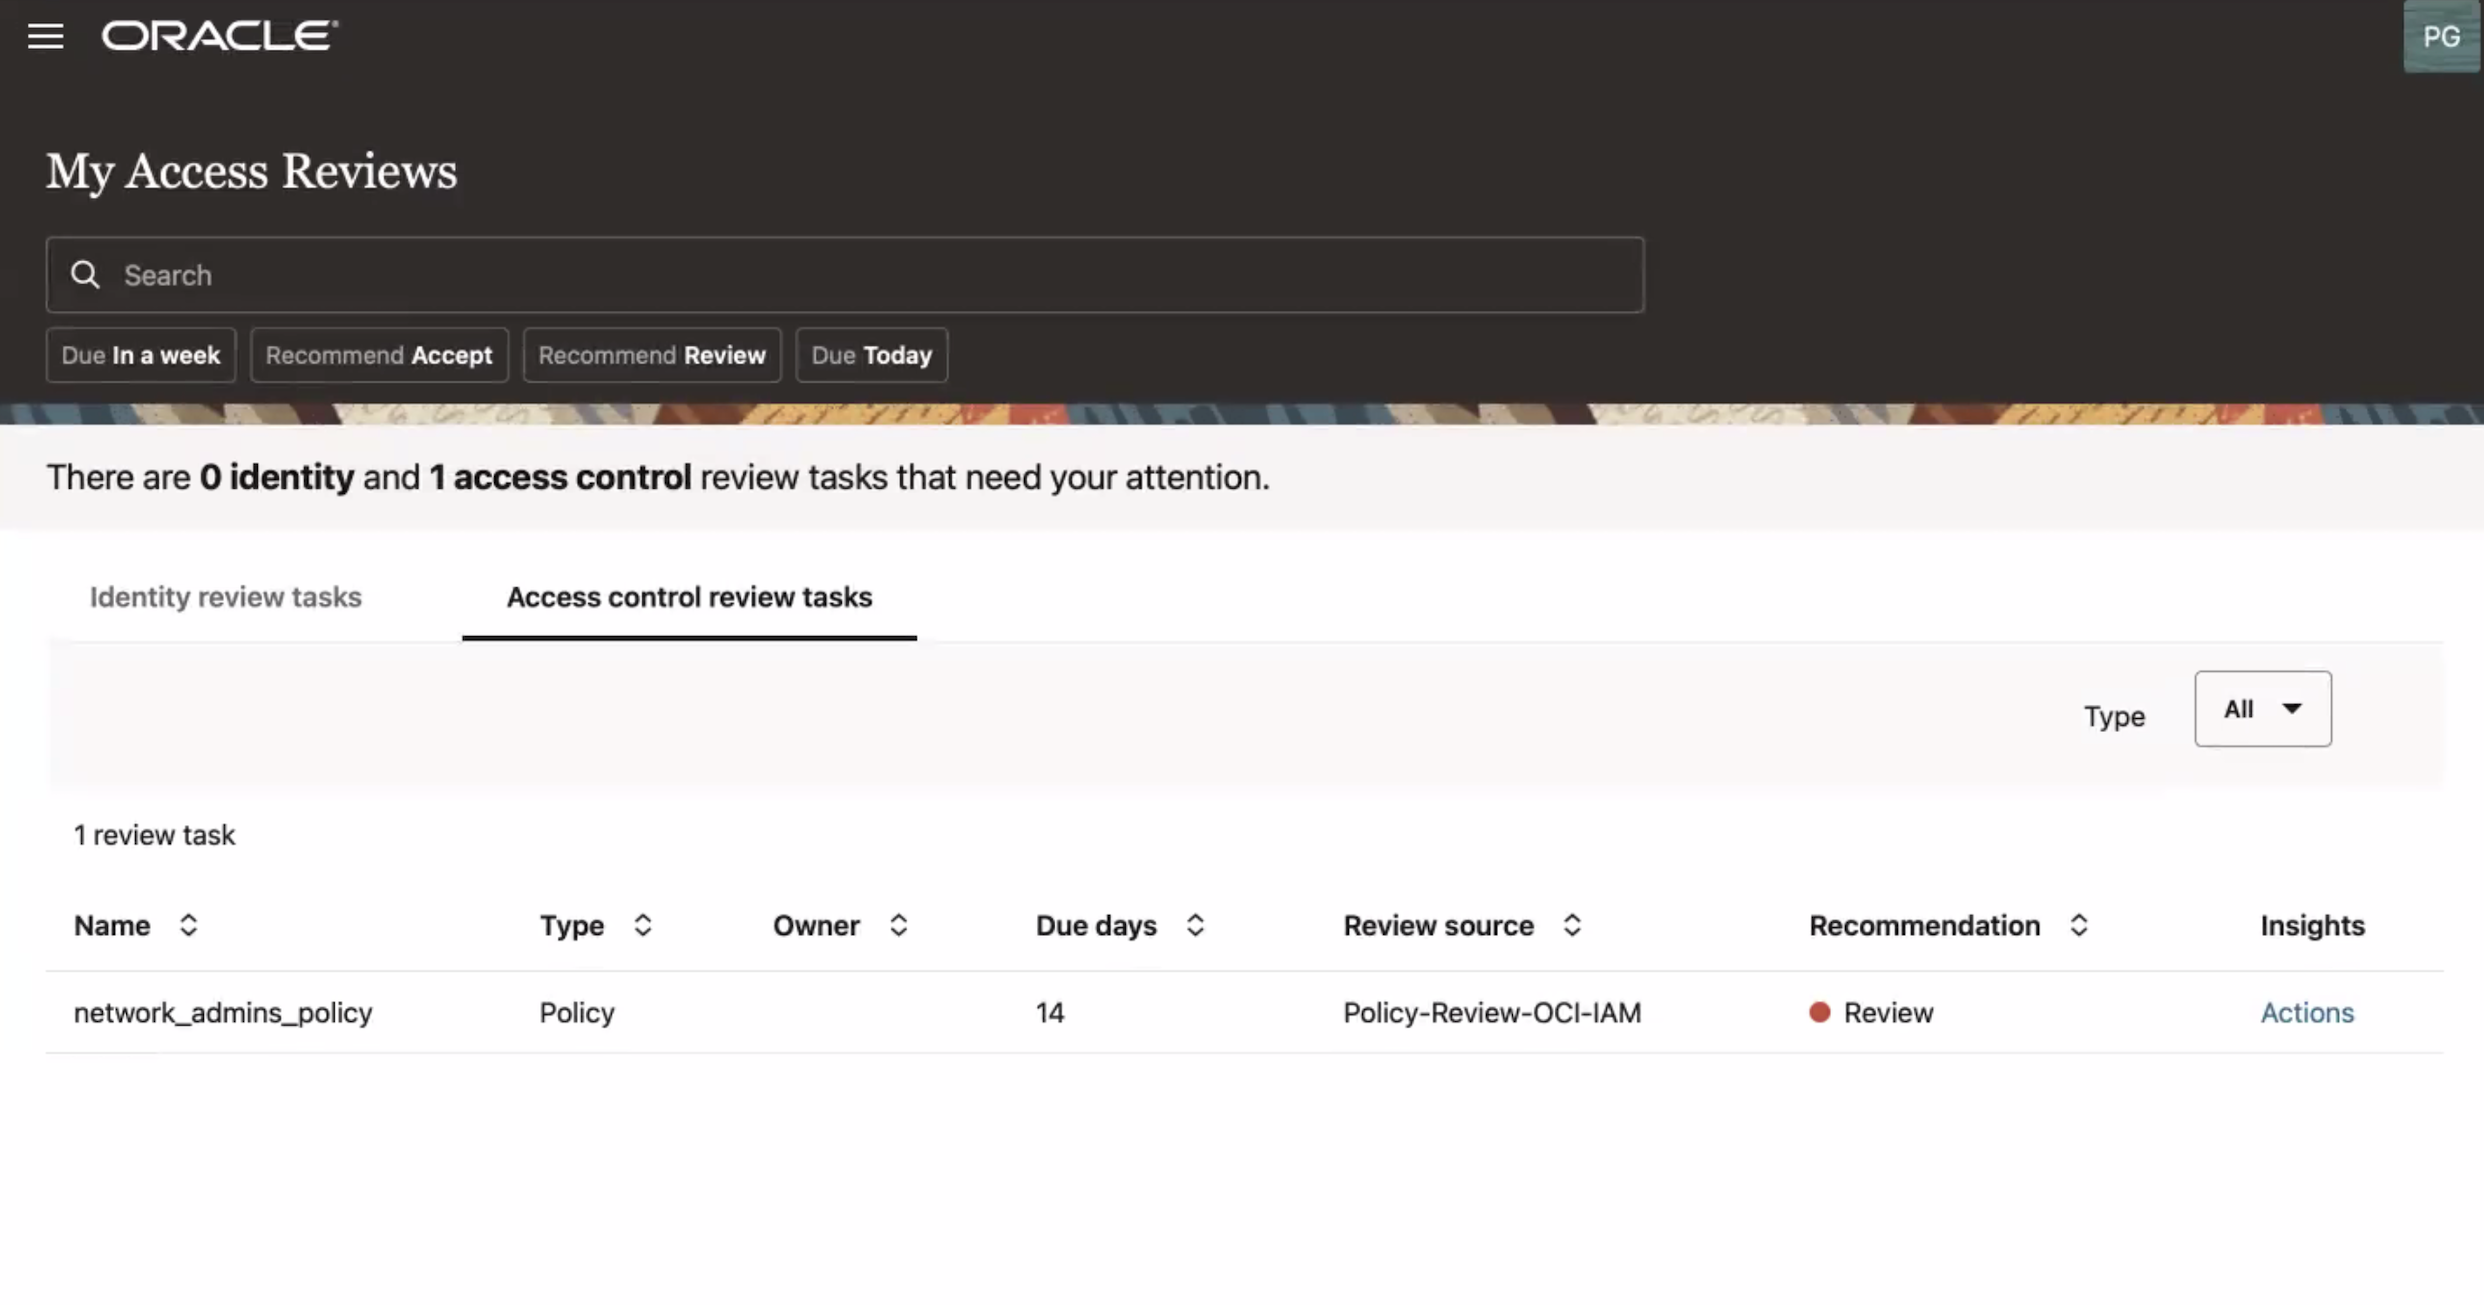 ORACLE
PG
My Access Reviews
Search
Due In a week
Recommend Accept
Recommend Review
Due Today
There are 0 identity and 1 access control review tasks that need your attention.
Identity review tasks
Access control review tasks
Type
All
1 review task
Name Type Owner Due days Review source Recommendation Insights
network_admins_policy Policy 14 Policy-Review-OCI-IAM Review Actions